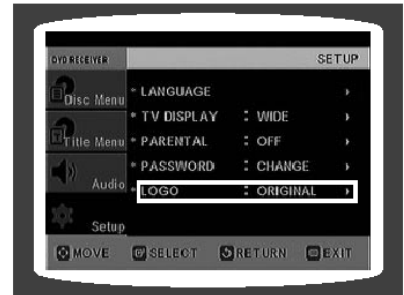 DVD RECEIVER SETUP
Disc Menu
LANGUAGE
TV DISPLAY : WIDE
Title Menu
PARENTAL : OFF
PASSWORD : CHANGE
Audio
LOGO : ORIGINAL
Setup
MOVE SELECT RETURN EXIT